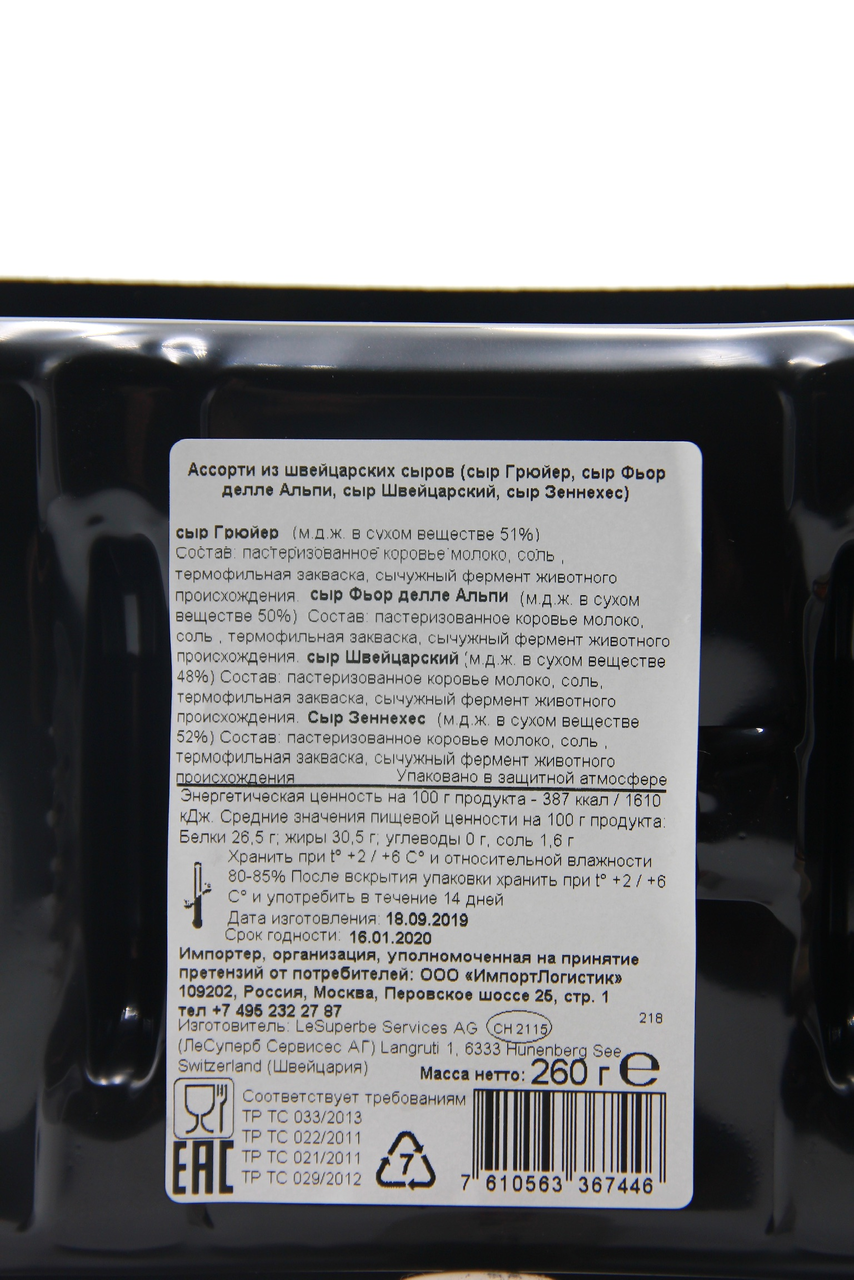 Ассорти из швейцарских сыров (сыр Грюйер, сыр Фьор
делле Альпи, сыр Швейцарский, сыр Зеннехес)
сыр Грюйер (м.д.ж. в сухом веществе 51%)
Состав: пастеризованное коровье молоко, соль ,
термофильная закваска, сычужный фермент животного
происхождения. сыр Фьор делле Альпи (м.д.ж. в сухом
веществе 50%) Состав: пастеризованное коровье молоко,
соль , термофильная закваска, сычужный фермент животного
происхождения. сыр Швейцарский (м.д.ж. в сухом веществе
48%) Состав: пастеризованное коровье молоко, соль,
термофильная закваска, сычужный фермент животного
происхождения. Сыр Зеннехес (м.д.ж. в сухом веществе
52%) Состав: пастеризованное коровье молоко, соль ,
термофильная закваска, сычужный фермент животного
происхождения Упаковано в защитной атмосфере
Энергетическая ценность на 100 г продукта - 387 ккал / 1610
кДж. Средние значения пищевой ценности на 100 г продукта:
Белки 26,5 г; жиры 30,5 г; углеводы 0 г, соль 1,6 г
Хранить при t° +2 / +6 С° и относительной влажности
80-85% После вскрытия упаковки хранить при t° +2 / +6
С° и употребить в течение 14 дней
Дата изготовления: 18.09.2019
Срок годности: 16.01.2020
Импортер, организация, уполномоченная на принятие
претензий от потребителей: ООО «ИмпортЛогистик»
109202, Россия, Москва, Перовское шоссе 25, стр. 1
тел +7 495 232 27 87
218
Изготовитель: LeSuperbe Services AG CH 2115
(ЛеСуперб Сервисес АГ) Langruti 1, 6333 Hunenberg See
Switzerland (Швейцария)
Масса нетто: 260 г e
Соответствует требованиям
ТР ТС 033/2013
ТР ТС 022/2011
ТР ТС 021/2011
ТР ТС 029/2012
EAC
7
7 610563 367446